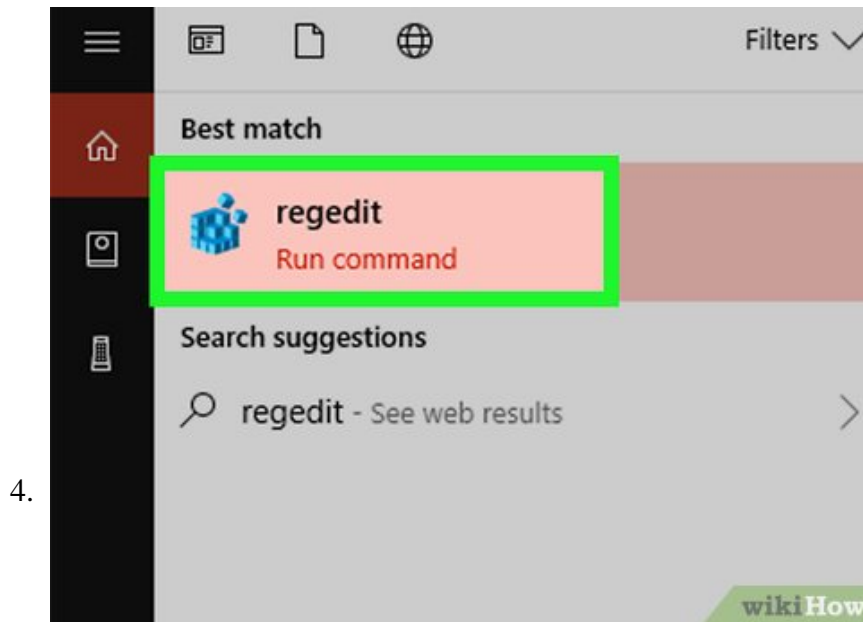 Filters
Best match
regedit
Run command
Search suggestions
regedit - See web results
4.
wikiHow